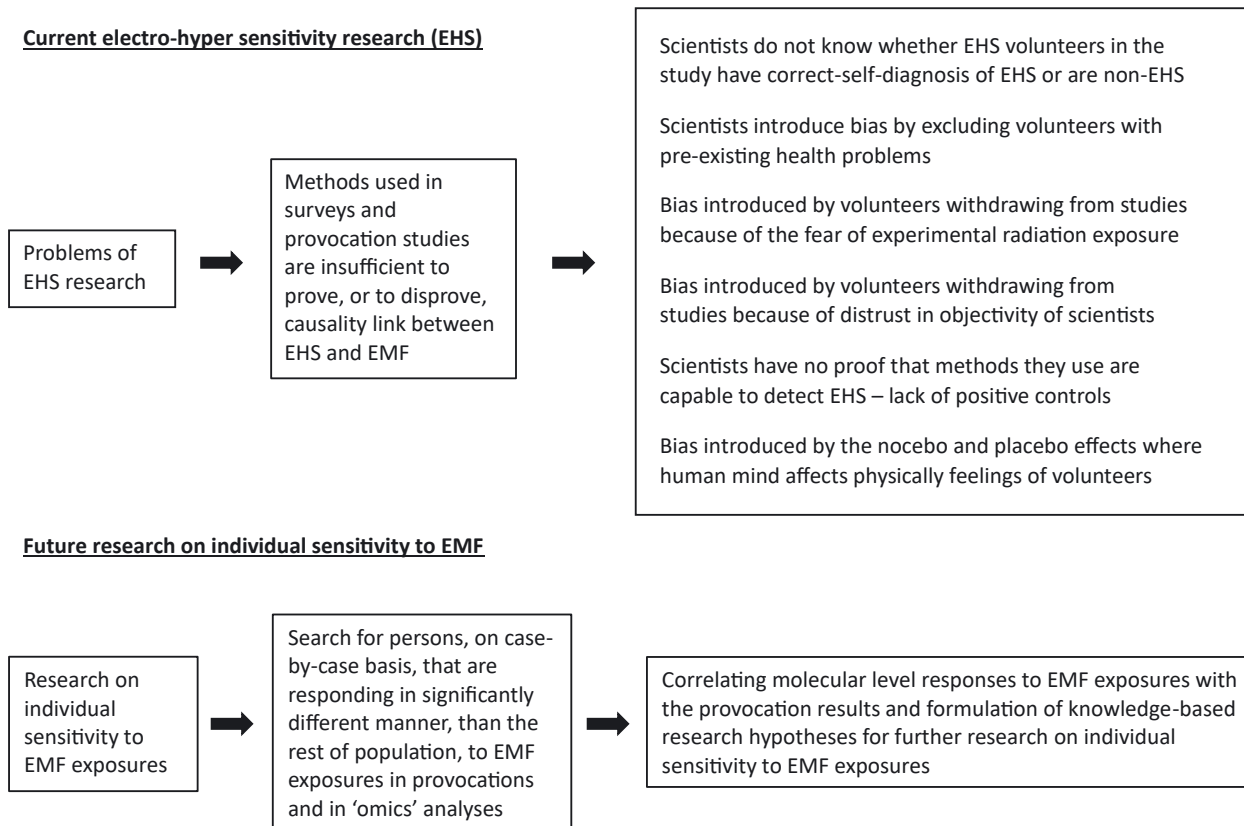 Current electro-hyper sensitivity research (EHS)
Problems of
EHS research
Methods used in
surveys and
provocation studies
are insufficient to
prove, or to disprove,
causality link between
EHS and EMF
Scientists do not know whether EHS volunteers in the
study have correct-self-diagnosis of EHS or are non-EHS
Scientists introduce bias by excluding volunteers with
pre-existing health problems
Bias introduced by volunteers withdrawing from studies
because of the fear of experimental radiation exposure
Bias introduced by volunteers withdrawing from
studies because of distrust in objectivity of scientists
Scientists have no proof that methods they use are
capable to detect EHS – lack of positive controls
Bias introduced by the nocebo and placebo effects where
human mind affects physically feelings of volunteers
Future research on individual sensitivity to EMF
Research on
individual
sensitivity to
EMF exposures
Search for persons, on case-
by-case basis, that are
responding in significantly
different manner, than the
rest of population, to EMF
exposures in provocations
and in ‘omics’ analyses
Correlating molecular level responses to EMF exposures with
the provocation results and formulation of knowledge-based
research hypotheses for further research on individual
sensitivity to EMF exposures